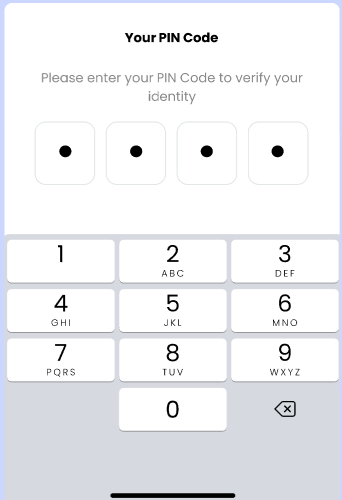 Your PIN Code
Please enter your PIN Code to verify your
identity
1
2
ABC
3
DEF
4
GHI
5
JKL
6
MNO
7
PQRS
8
TUV
9
WXYZ
0